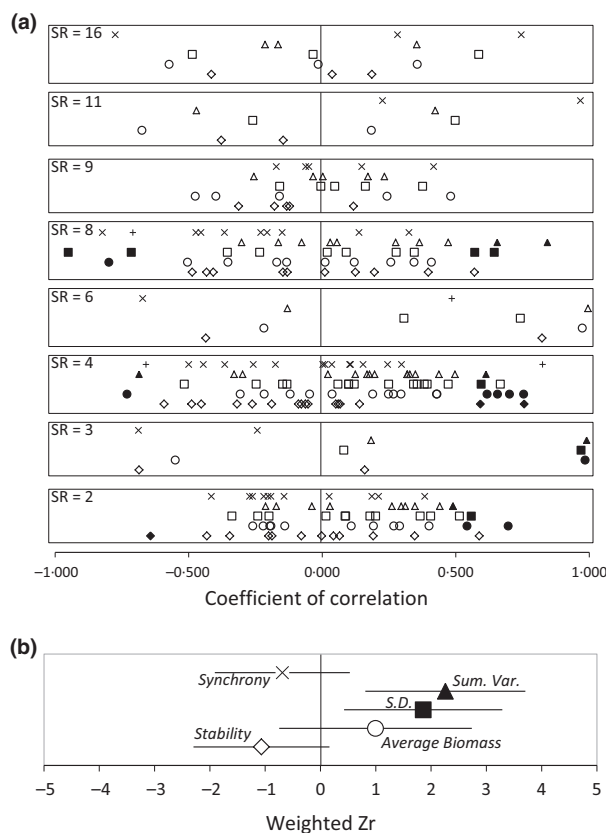 (a)
SR = 16
SR = 11
SR = 9
SR = 8
SR = 6
SR = 4
SR = 3
SR = 2
−1·000 −0·500 0·000 0·500 1·000
Coefficient of correlation
(b)
Synchrony
Sum. Var.
S.D.
Stability
Average Biomass
−5 −4 −3 −2 −1 0 1 2 3 4 5
Weighted Zr